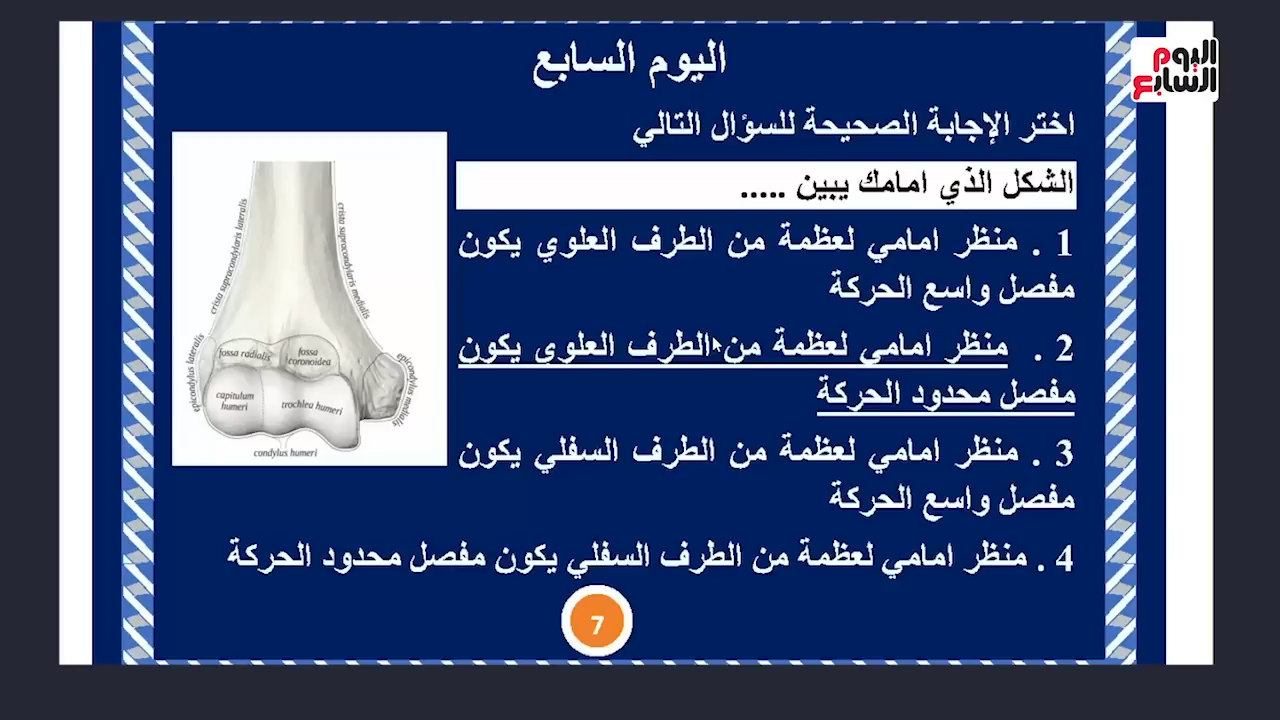 اليوم السابع
اليوم
السابع
اختر الإجابة الصحيحة للسؤال التالي
الشكل الذي امامك يبين .....
1 . منظر امامي لعظمة من الطرف العلوي يكون
مفصل واسع الحركة
2 . منظر امامي لعظمة من الطرف العلوي يكون
مفصل محدود الحركة
3 . منظر امامي لعظمة من الطرف السفلي يكون
مفصل واسع الحركة
4 . منظر امامي لعظمة من الطرف السفلي يكون مفصل محدود الحركة
crista supracondylaris lateralis
crista supracondylaris medialis
epicondylus lateralis
fossa radialis
fossa
coronoidea
epicondylus medialis
capitulum
humeri
trochlea humeri
condylus humeri
7